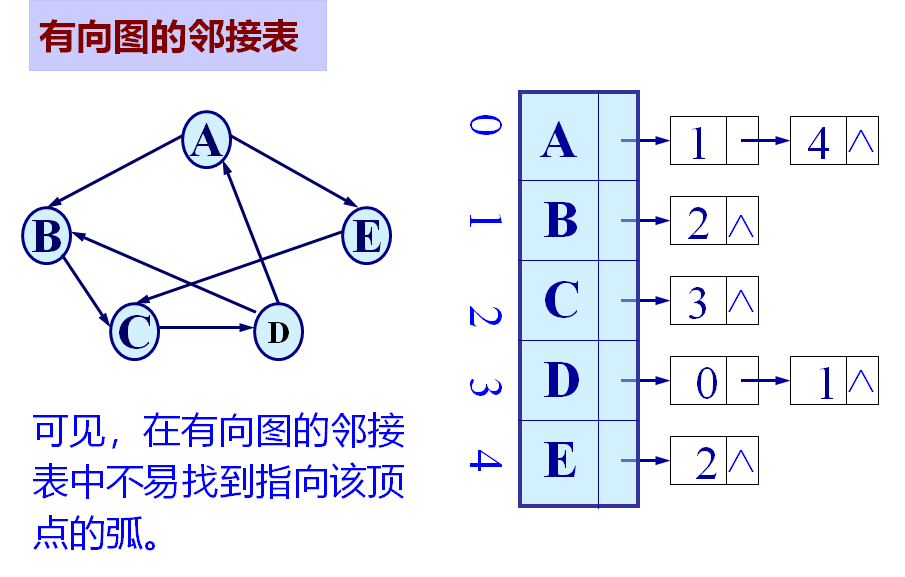 有向图的邻接表
A
B
E
C
D
可见，在有向图的邻接
表中不易找到指向该顶
点的弧。
0 A 1 4 ^
1 B 2 ^
2 C 3 ^
3 D 0 1 ^
4 E 2 ^